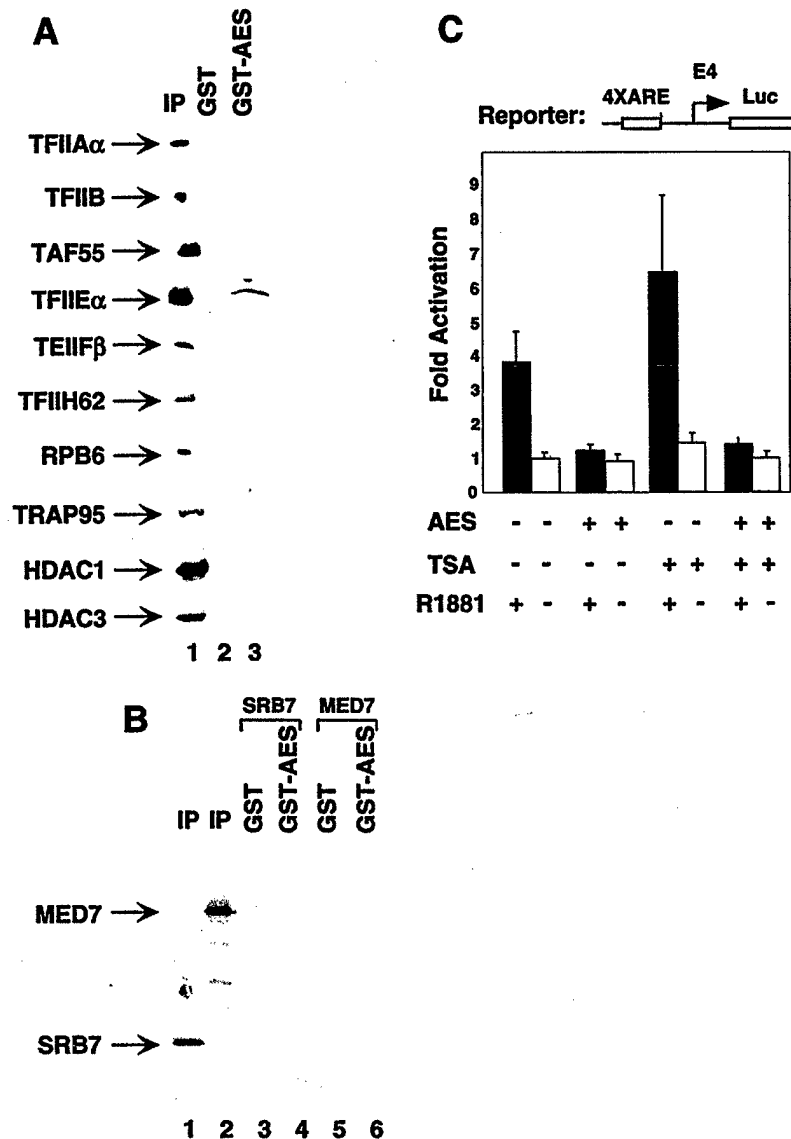 A
IP GST GST-AES
TFIIAα
TFIIB
TAF55
TFIIEα
TEIIFβ
TFIIH62
RPB6
TRAP95
HDAC1
HDAC3
1 2 3
C
E4
4XARE Luc
Reporter:
Fold Activation
9
8
7
6
5
4
3
2
1
0
AES - - + + - - + +
TSA - - - - + + + +
R1881 + - + - + - + -
B
SRB7 MED7
IP IP GST GST-AES GST GST-AES
MED7
SRB7
1 2 3 4 5 6